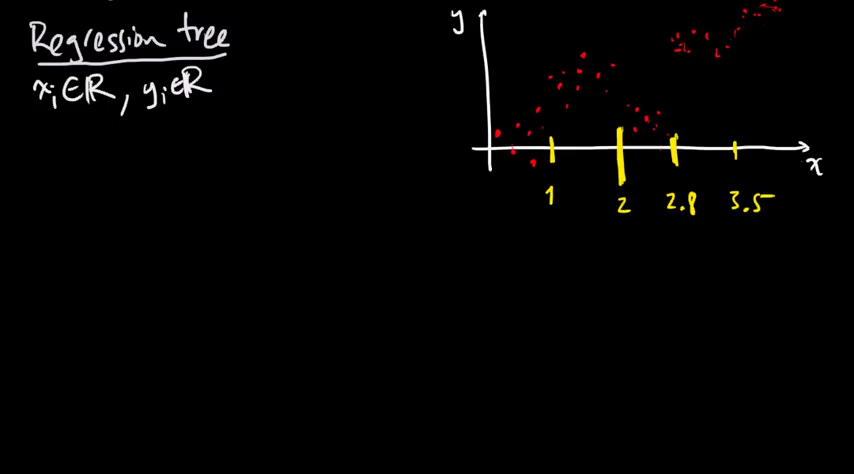 Regression tree
xᵢ ∈ ℝ, yᵢ ∈ ℝ
y
x
1 2 2.8 3.5